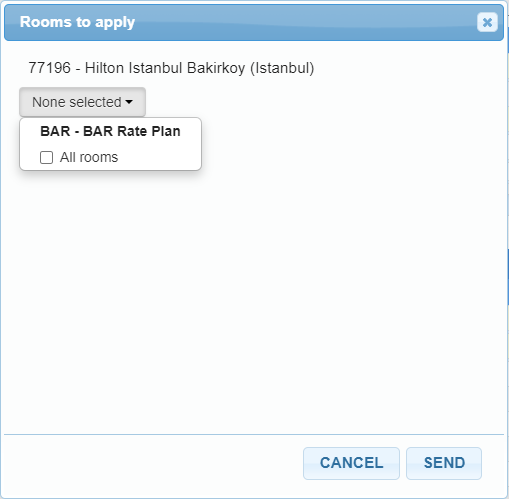 Rooms to apply
77196 - Hilton Istanbul Bakirkoy (Istanbul)
None selected
BAR - BAR Rate Plan
All rooms
CANCEL SEND